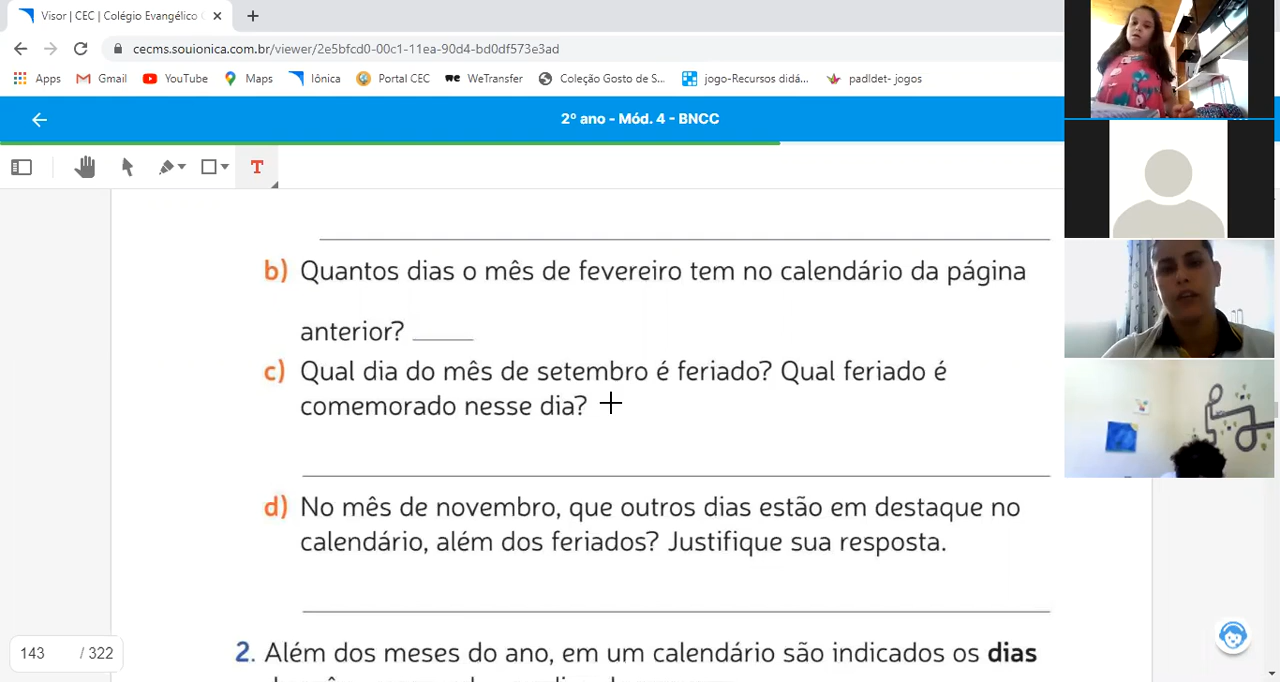 Visor | CEC | Colégio Evangélico
cecms.souionica.com.br/viewer/2e5bfcd0-00c1-11ea-90d4-bd0df573e3ad
Apps Gmail YouTube Maps Iônica Portal CEC WeTransfer Coleção Gosto de S... jogo-Recursos didá... padldet- jogos
2º ano - Mód. 4 - BNCC
T
b) Quantos dias o mês de fevereiro tem no calendário da página
anterior?
c) Qual dia do mês de setembro é feriado? Qual feriado é
comemorado nesse dia?
d) No mês de novembro, que outros dias estão em destaque no
calendário, além dos feriados? Justifique sua resposta.
2. Além dos meses do ano, em um calendário são indicados os dias
143 / 322